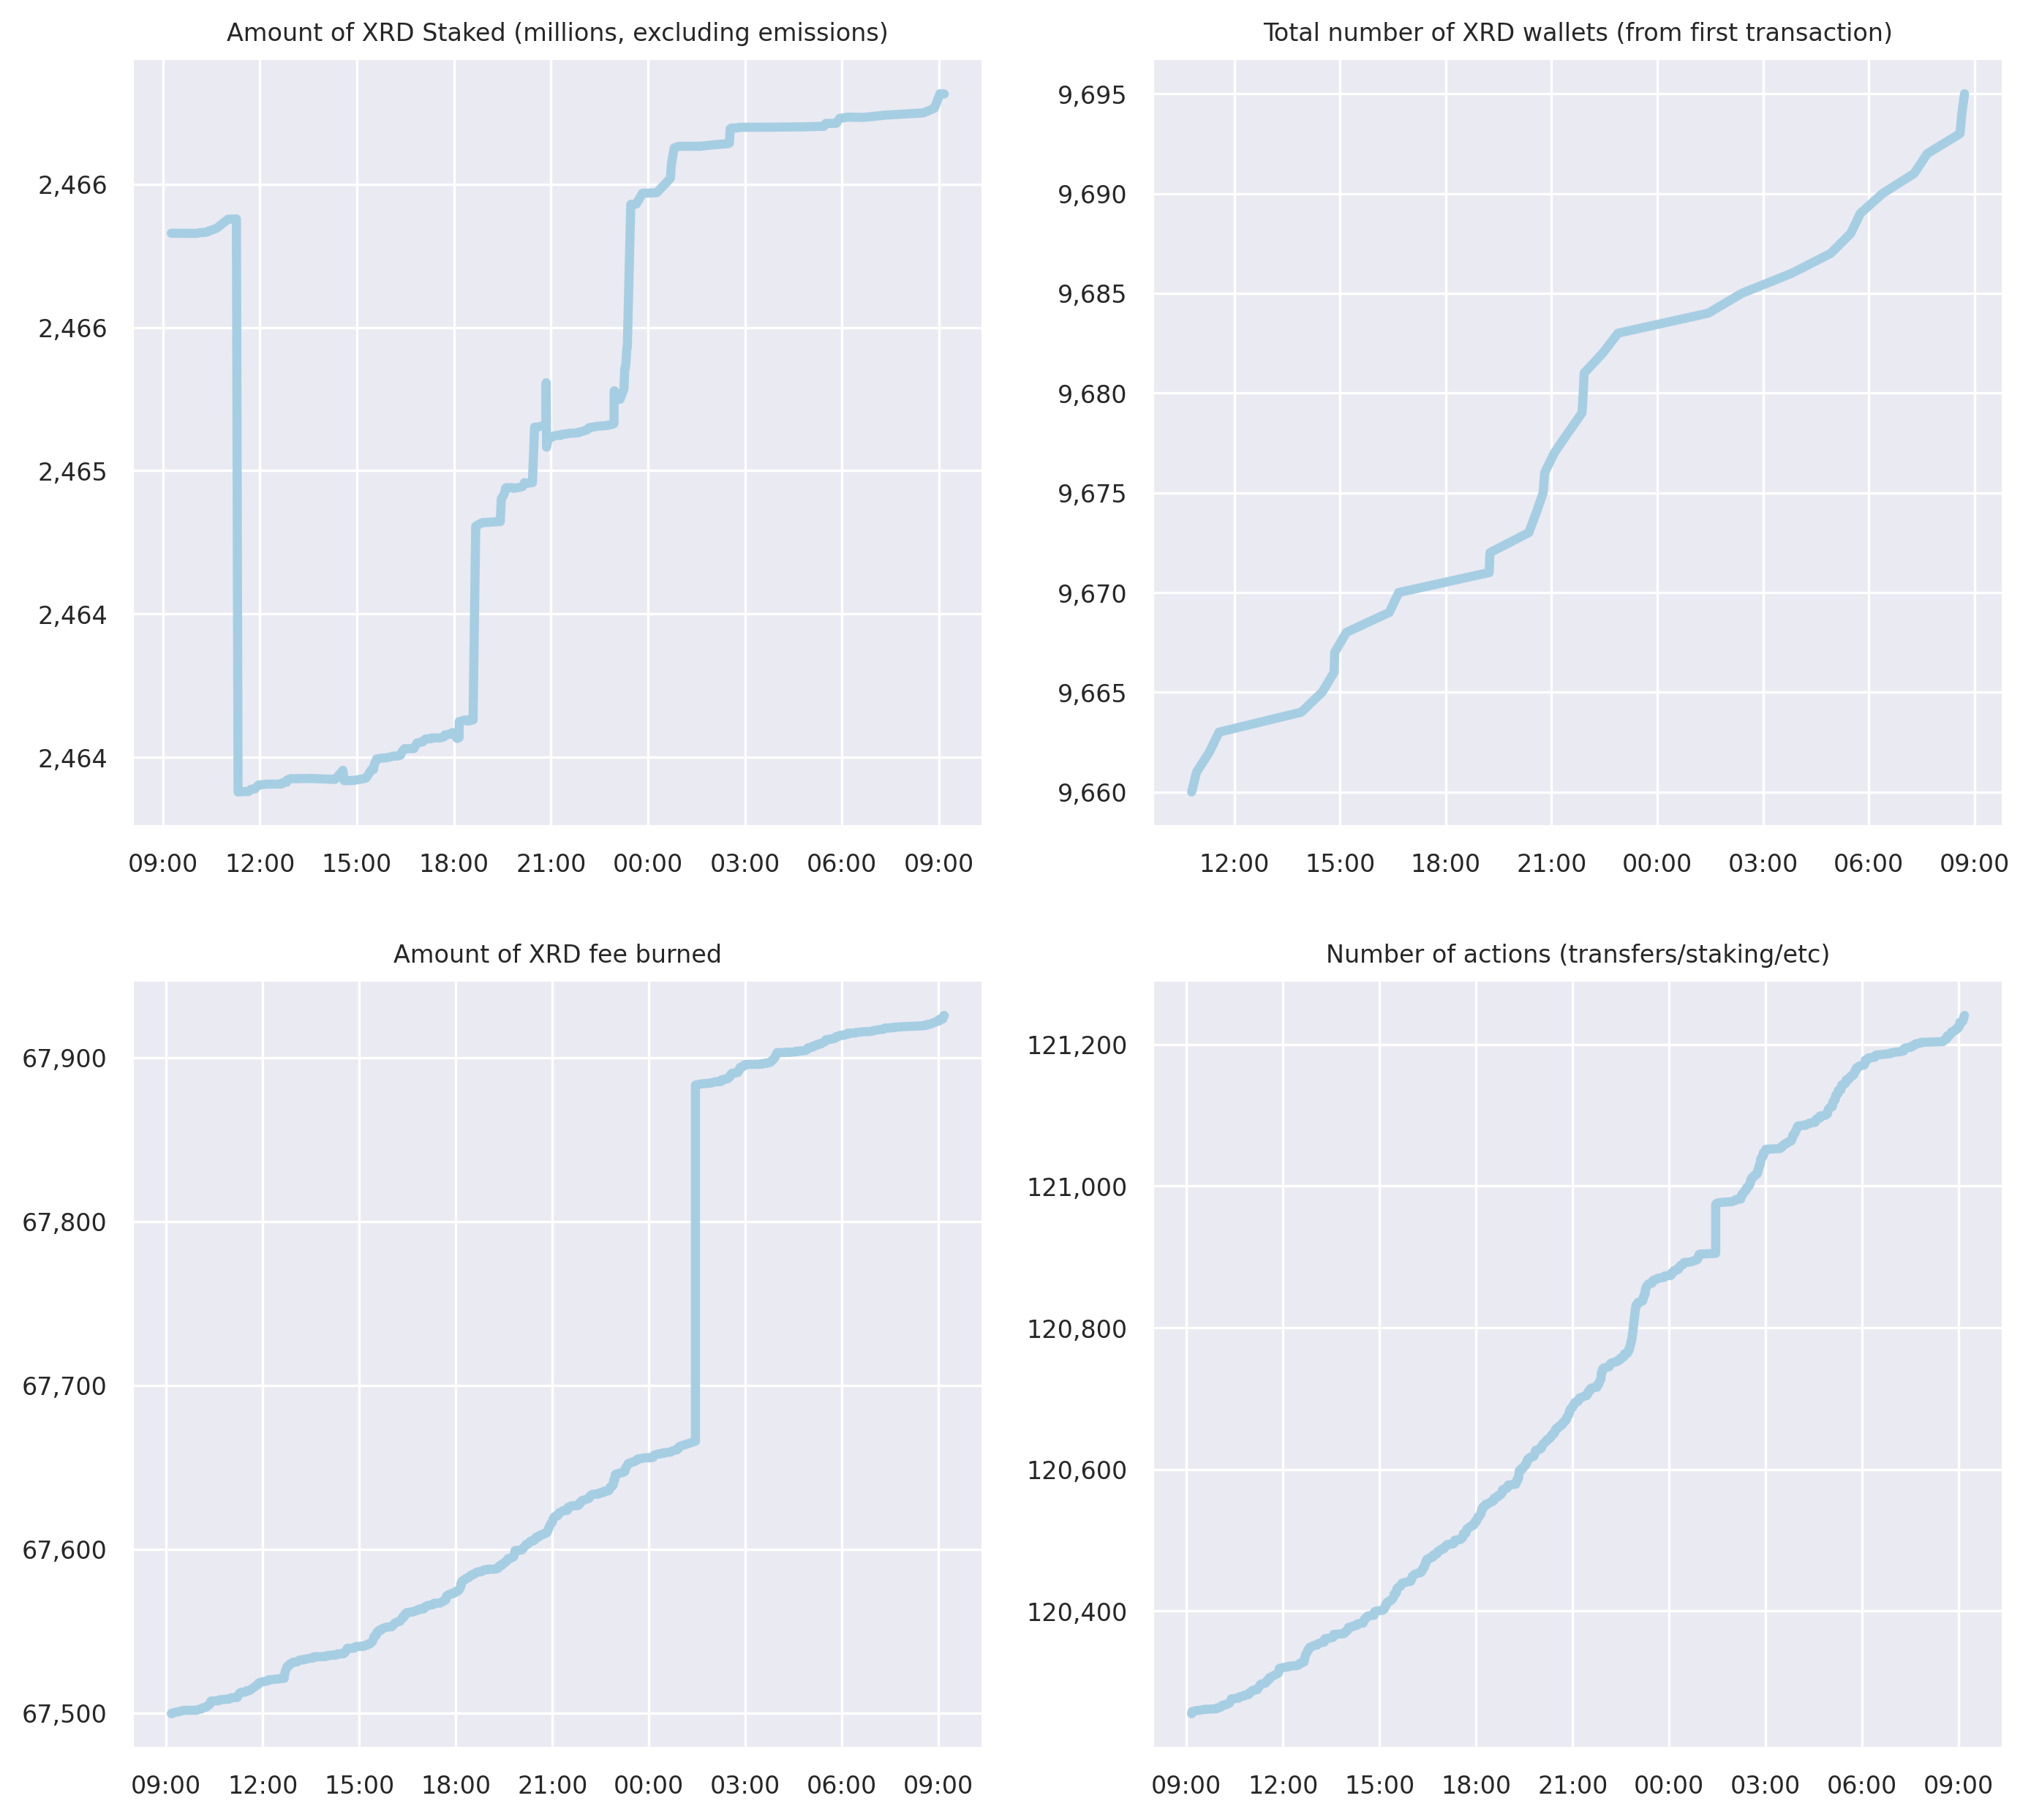 Amount of XRD Staked (millions, excluding emissions)
2,466
2,466
2,465
2,464
2,464
09:00 12:00 15:00 18:00 21:00 00:00 03:00 06:00 09:00
Total number of XRD wallets (from first transaction)
9,695
9,690
9,685
9,680
9,675
9,670
9,665
9,660
12:00 15:00 18:00 21:00 00:00 03:00 06:00 09:00
Amount of XRD fee burned
67,900
67,800
67,700
67,600
67,500
09:00 12:00 15:00 18:00 21:00 00:00 03:00 06:00 09:00
Number of actions (transfers/staking/etc)
121,200
121,000
120,800
120,600
120,400
09:00 12:00 15:00 18:00 21:00 00:00 03:00 06:00 09:00